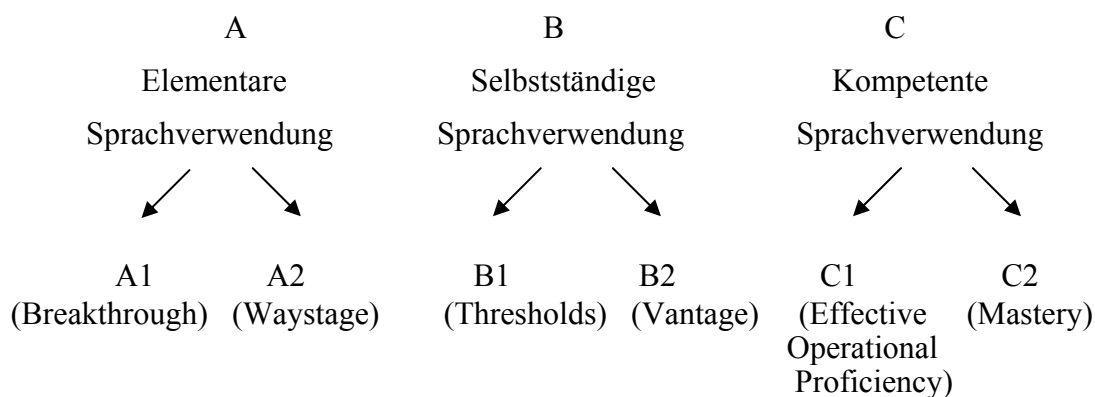 A B C
Elementare Selbstständige Kompetente
Sprachverwendung Sprachverwendung Sprachverwendung
A1 A2 B1 B2 C1 C2
(Breakthrough) (Waystage) (Thresholds) (Vantage) (Effective (Mastery)
Operational
Proficiency)